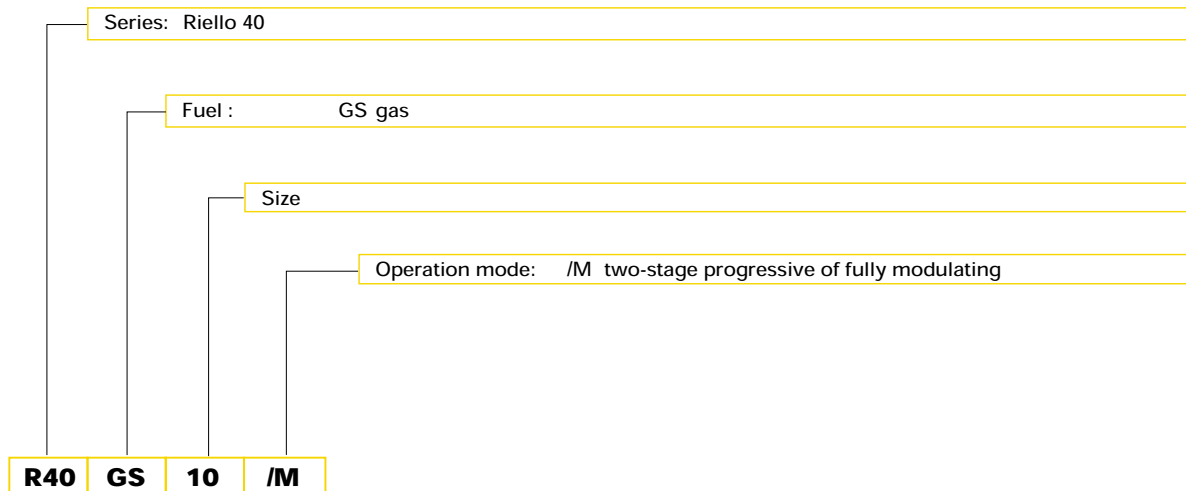 Series: Riello 40
Fuel : GS gas
Size
Operation mode: /M two-stage progressive of fully modulating
R40 GS 10 /M